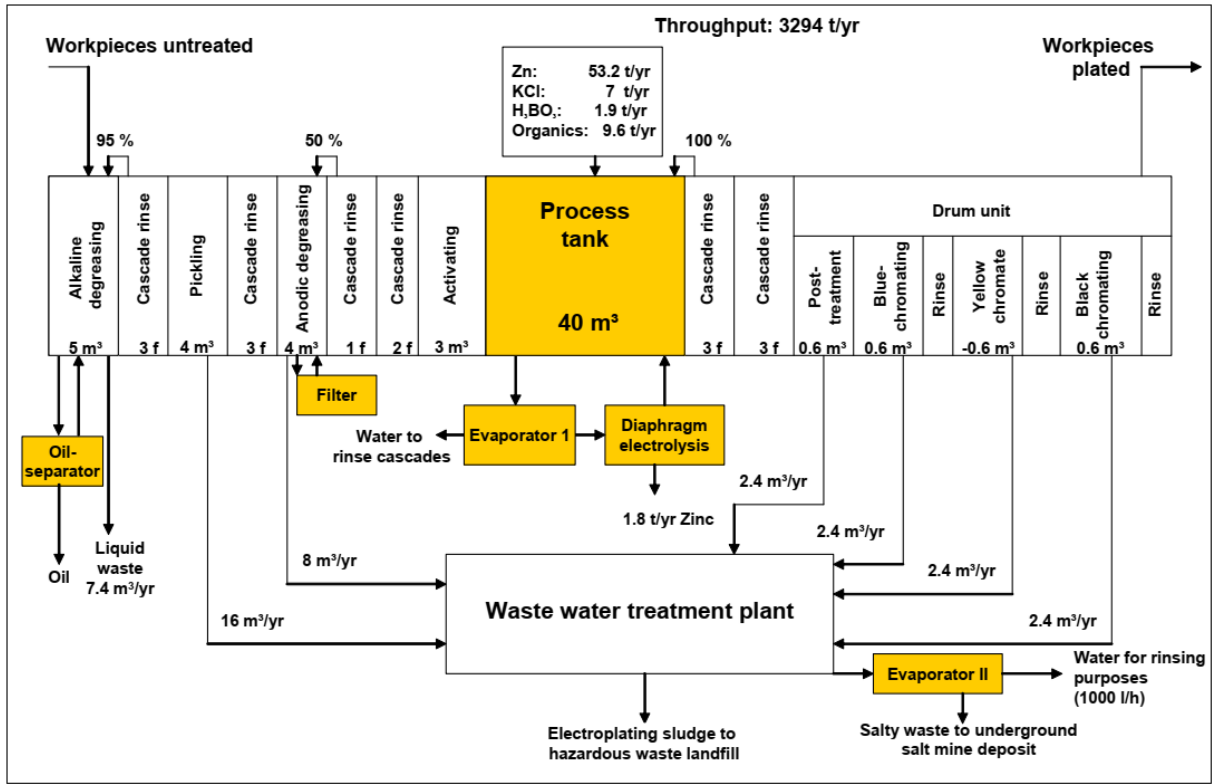 Throughput: 3294 t/yr
Workpieces untreated
Workpieces
plated
Zn: 53.2 t/yr
KCl: 7 t/yr
H,BO,: 1.9 t/yr
Organics: 9.6 t/yr
95 %
50 %
100 %
Alkaline
degreasing
5 m³
Cascade rinse
3 f
Pickling
4 m³
Cascade rinse
3 f
Anodic degreasing
4 m³
Cascade rinse
1 f
Cascade rinse
2 f
Activating
3 m³
Process
tank
40 m³
Cascade rinse
3 f
Cascade rinse
3 f
Drum unit
Post-
treatment
0.6 m³
Blue-
chromating
0.6 m³
Rinse
Yellow
chromate
-0.6 m³
Rinse
Black
chromating
0.6 m³
Rinse
Filter
Oil-
separator
Water to
rinse cascades
Evaporator 1
Diaphragm
electrolysis
1.8 t/yr Zinc
2.4 m³/yr
2.4 m³/yr
2.4 m³/yr
2.4 m³/yr
Oil
Liquid
waste
7.4 m³/yr
8 m³/yr
16 m³/yr
Waste water treatment plant
Evaporator II
Water for rinsing
purposes
(1000 l/h)
Electroplating sludge to
hazardous waste landfill
Salty waste to underground
salt mine deposit